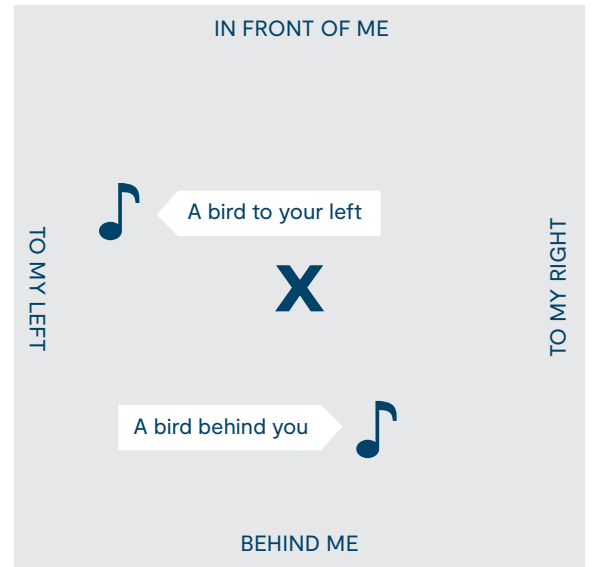 IN FRONT OF ME
A bird to your left
TO MY LEFT
X
TO MY RIGHT
A bird behind you
BEHIND ME